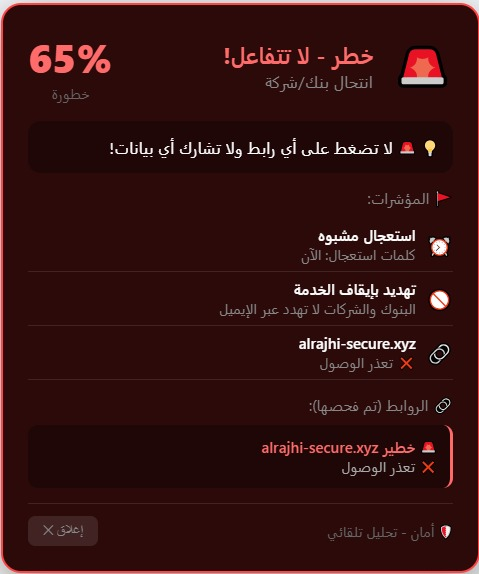 خطر - لا تتفاعل!
انتحال بنك/شركة
65%
خطورة
لا تضغط على أي رابط ولا تشارك أي بيانات!
المؤشرات:
استعجال مشبوه
كلمات استعجال: الآن
تهديد بإيقاف الخدمة
البنوك والشركات لا تهدد عبر الإيميل
alrajhi-secure.xyz
❌ تعذر الوصول
الروابط (تم فحصها):
خطير alrajhi-secure.xyz
❌ تعذر الوصول
أمان - تحليل تلقائي
إغلاق ✕